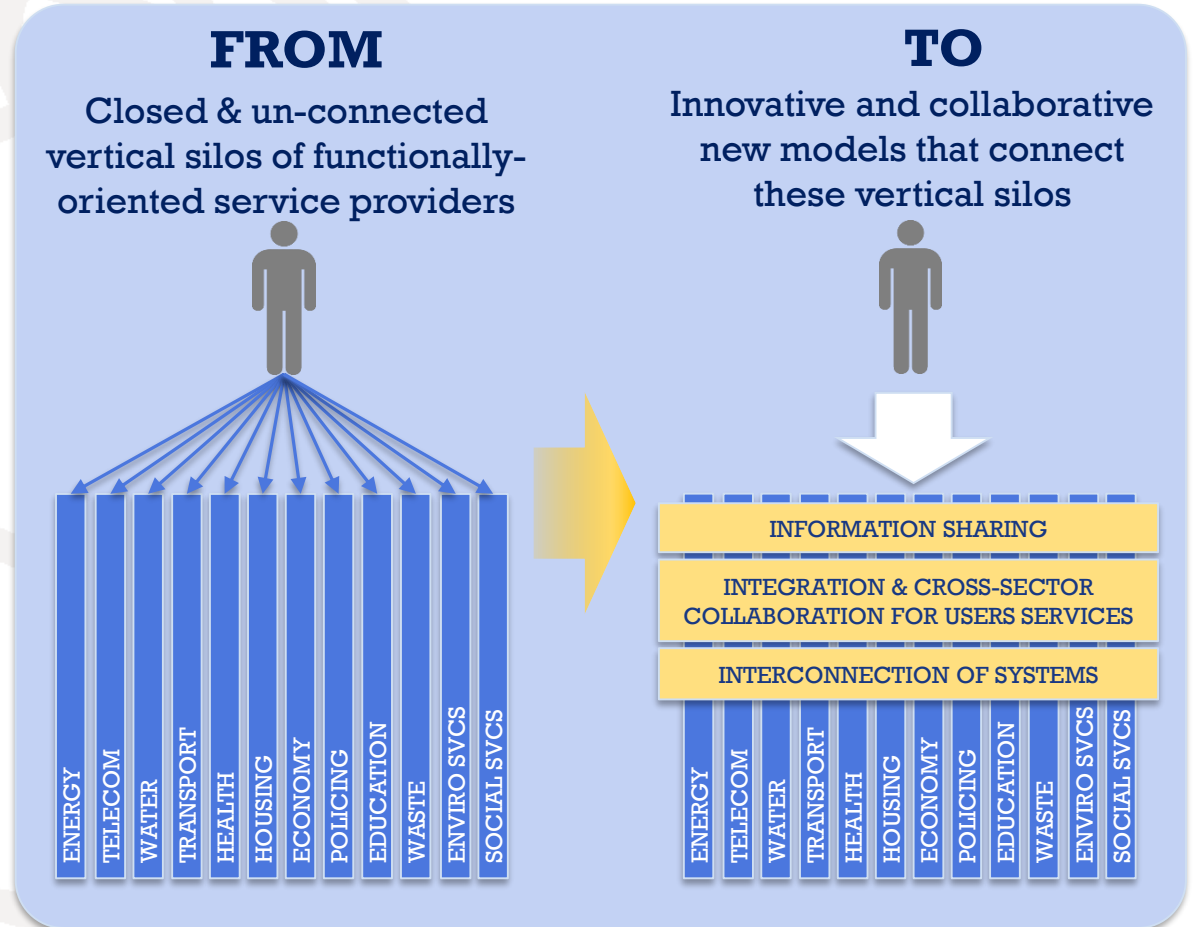 FROM
Closed & un-connected
vertical silos of functionally-
oriented service providers
ENERGY
TELECOM
WATER
TRANSPORT
HEALTH
HOUSING
ECONOMY
POLICING
EDUCATION
WASTE
ENVIRO SVCS
SOCIAL SVCS
TO
Innovative and collaborative
new models that connect
these vertical silos
INFORMATION SHARING
INTEGRATION & CROSS-SECTOR
COLLABORATION FOR USERS SERVICES
INTERCONNECTION OF SYSTEMS
ENERGY
TELECOM
WATER
TRANSPORT
HEALTH
HOUSING
ECONOMY
POLICING
EDUCATION
WASTE
ENVIRO SVCS
SOCIAL SVCS